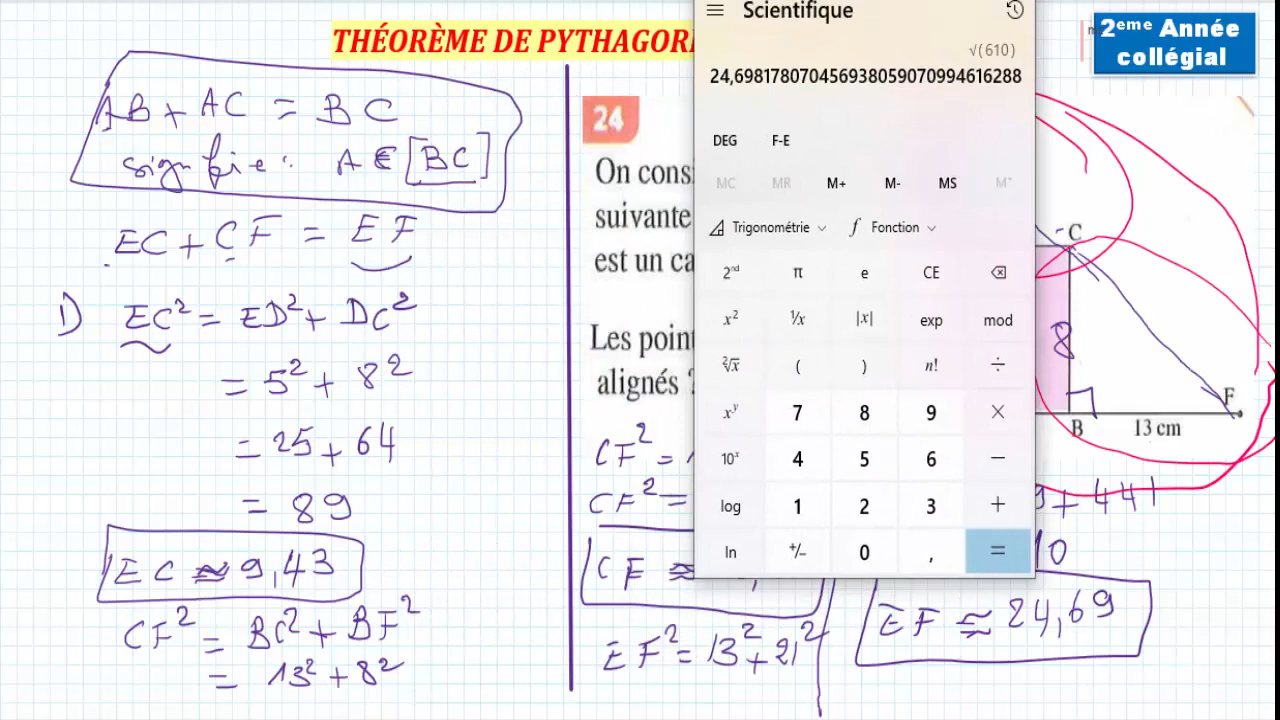 THÉORÈME DE PYTHAGOR
2eme Année
collégial
AB + AC = BC
signifie : A ∈ [BC]
EC + CF = EF
1) EC² = ED² + DC²
= 5² + 8²
= 25 + 64
= 89
EC ≈ 9,43
CF² = BC² + BF²
= 13² + 8²
24
On cons
suivante
est un ca
Les poin
alignés ?
CF² =
CF² =
CF ≈
EF² = 13² + 21²
Scientifique
√(610)
24,698178070456938059070994616288
DEG F-E
MC MR M+ M- MS M˅
Trigonométrie f Fonction
2ⁿᵈ π e CE
x² ¹/x |x| exp mod
²√x ( ) n! ÷
xʸ 7 8 9 ×
10ˣ 4 5 6 −
log 1 2 3 +
ln +/- 0 , =
C
8
F
B 13 cm
9 + 441
10
EF ≈ 24,69